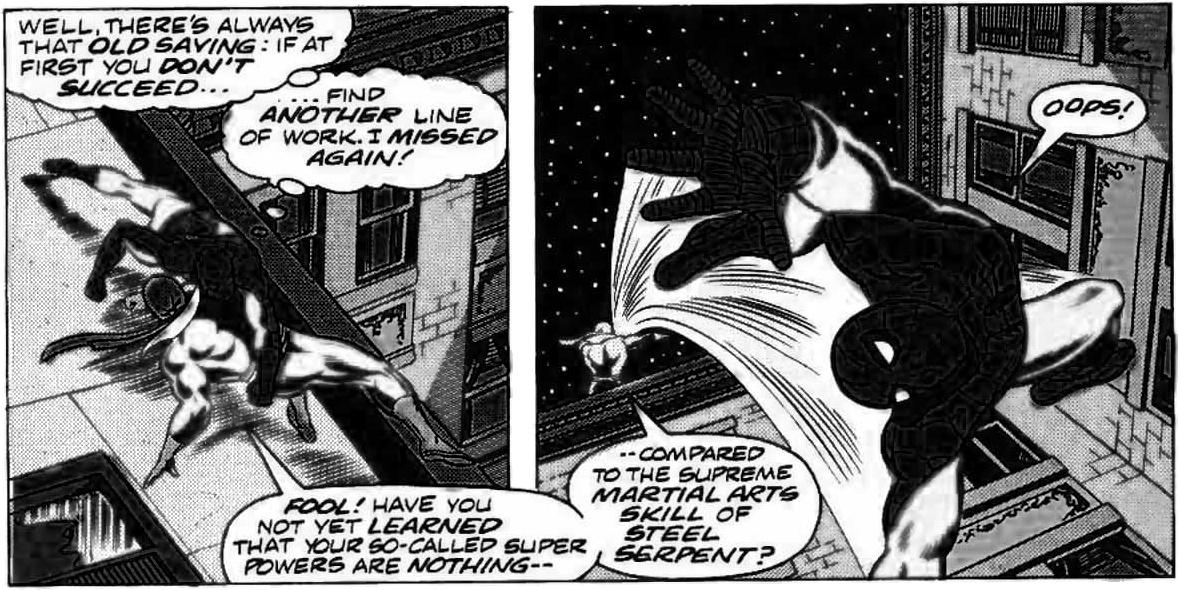 WELL, THERE'S ALWAYS
THAT OLD SAYING: IF AT
FIRST YOU DON'T
SUCCEED...
....FIND
ANOTHER LINE
OF WORK. I MISSED
AGAIN!
FOOL! HAVE YOU
NOT YET LEARNED
THAT YOUR SO-CALLED SUPER
POWERS ARE NOTHING--
OOPS!
--COMPARED
TO THE SUPREME
MARTIAL ARTS
SKILL OF
STEEL
SERPENT?